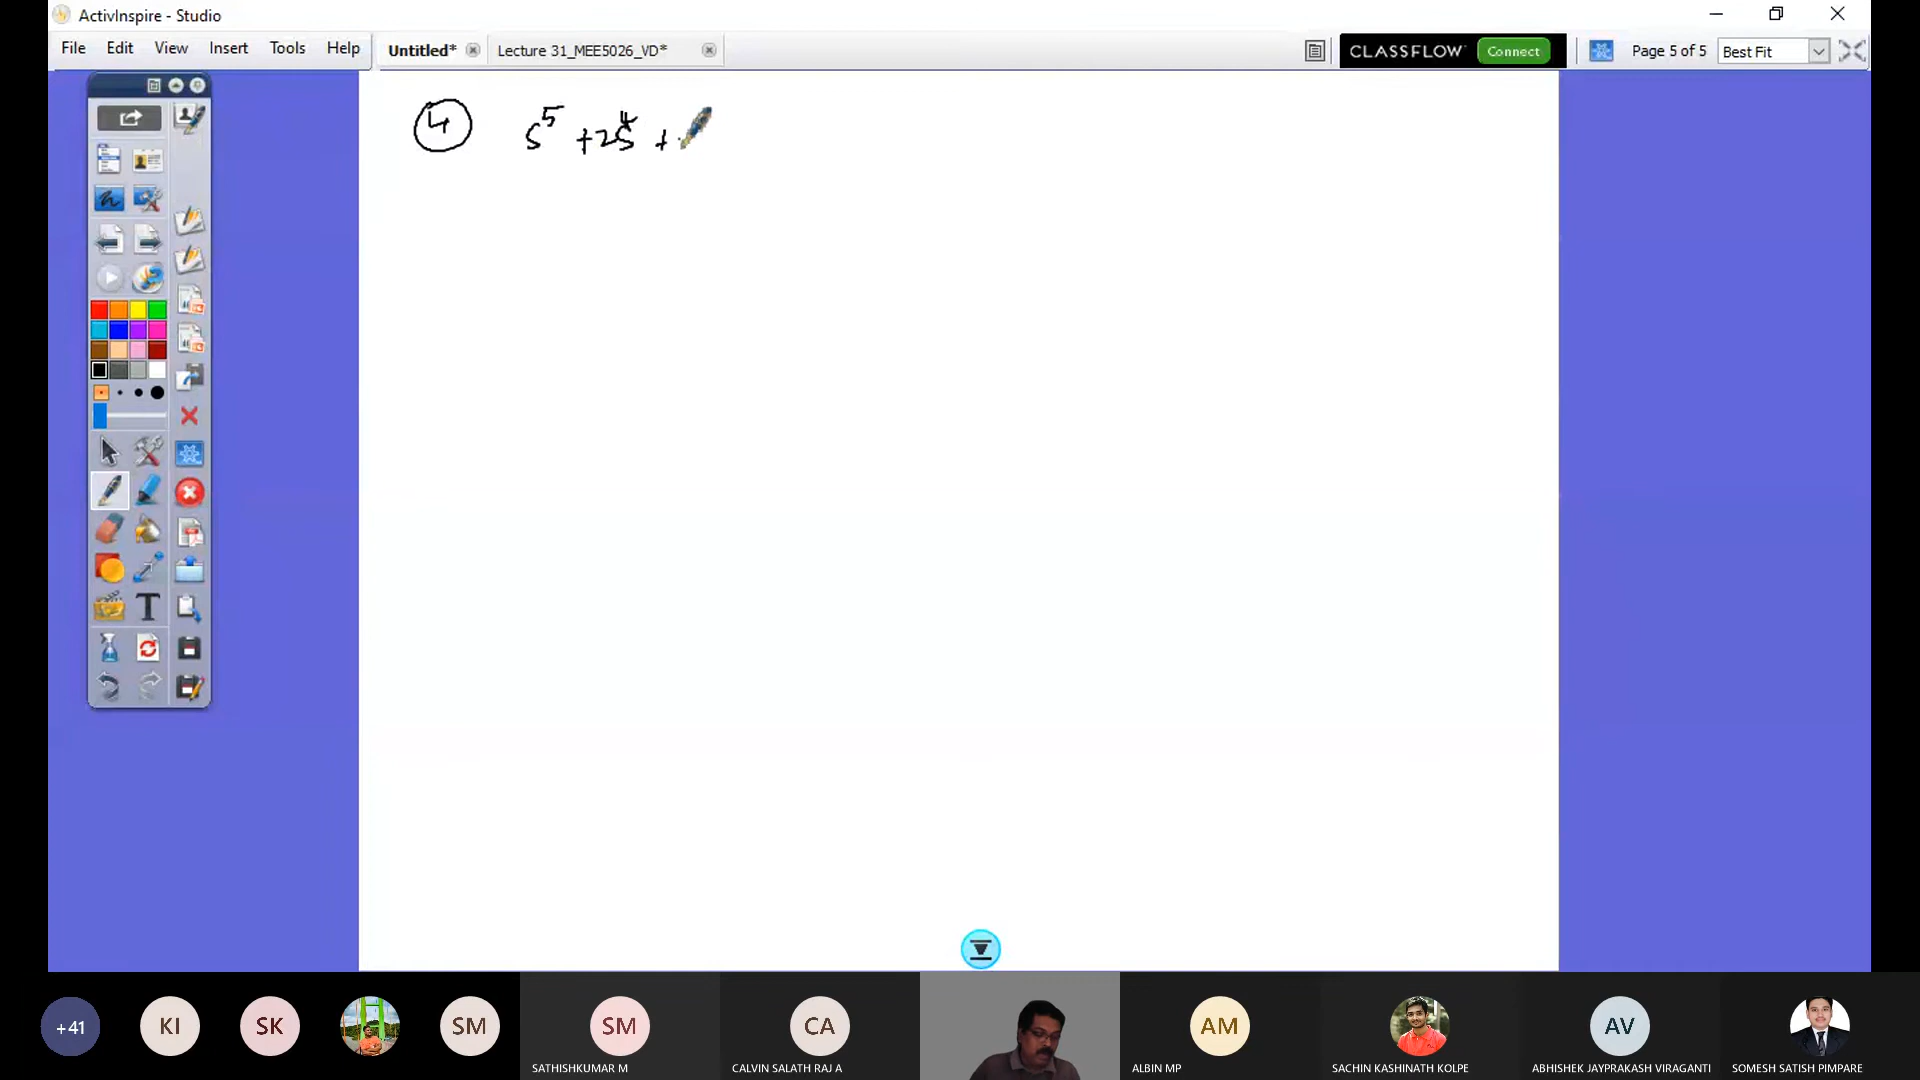 ActivInspire - Studio
File Edit View Insert Tools Help Untitled* Lecture 31_MEE5026_VD* CLASSFLOW Connect Page 5 of 5 Best Fit
4 s⁵ + 2s⁴ +
+41 KI SK SM SM CA AM AV
SATHISHKUMAR M CALVIN SALATH RAJ A ALBIN MP SACHIN KASHINATH KOLPE ABHISHEK JAYPRAKASH VIRAGANTI SOMESH SATISH PIMPARE